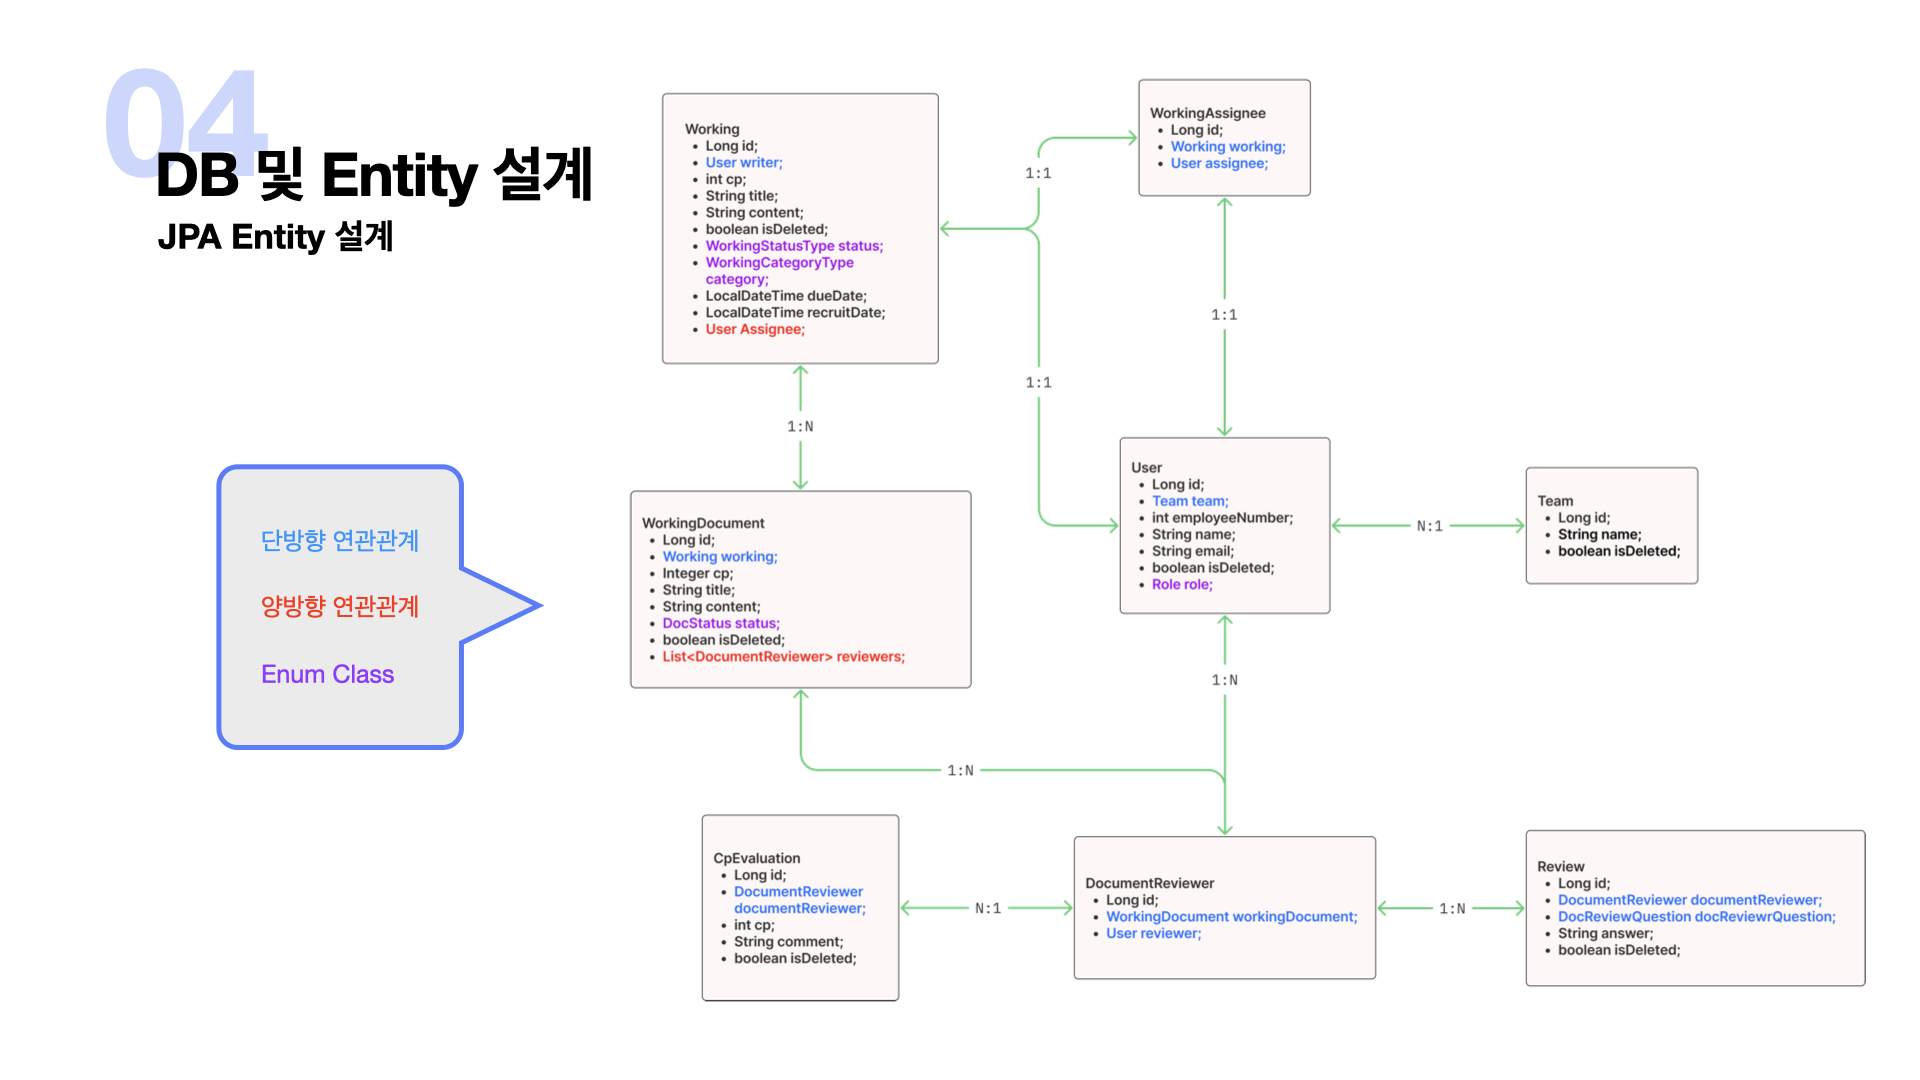 04
DB 및 Entity 설계
JPA Entity 설계
단방향 연관관계
양방향 연관관계
Enum Class
Working
• Long id;
• User writer;
• int cp;
• String title;
• String content;
• boolean isDeleted;
• WorkingStatusType status;
• WorkingCategoryType
category;
• LocalDateTime dueDate;
• LocalDateTime recruitDate;
• User Assignee;
1:1
WorkingAssignee
• Long id;
• Working working;
• User assignee;
1:1
1:1
1:N
WorkingDocument
• Long id;
• Working working;
• Integer cp;
• String title;
• String content;
• DocStatus status;
• boolean isDeleted;
• List<DocumentReviewer> reviewers;
User
• Long id;
• Team team;
• int employeeNumber;
• String name;
• String email;
• boolean isDeleted;
• Role role;
N:1
Team
• Long id;
• String name;
• boolean isDeleted;
1:N
1:N
CpEvaluation
• Long id;
• DocumentReviewer
documentReviewer;
• int cp;
• String comment;
• boolean isDeleted;
N:1
DocumentReviewer
• Long id;
• WorkingDocument workingDocument;
• User reviewer;
1:N
Review
• Long id;
• DocumentReviewer documentReviewer;
• DocReviewQuestion docReviewrQuestion;
• String answer;
• boolean isDeleted;